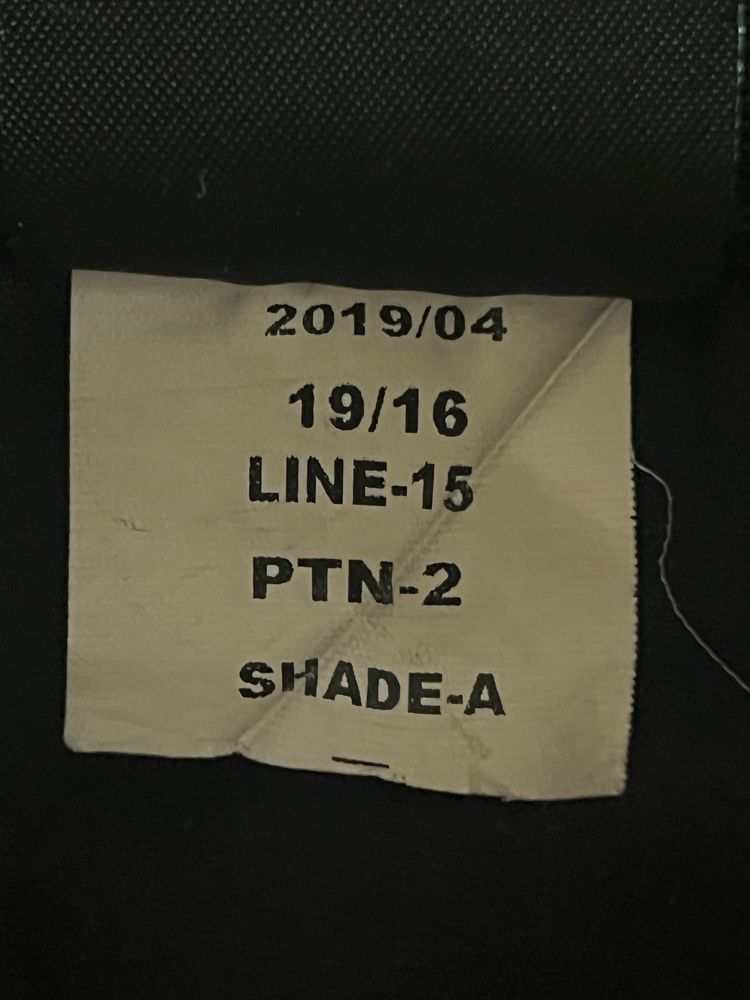 2019/04
19/16
LINE-15
PTN-2
SHADE-A